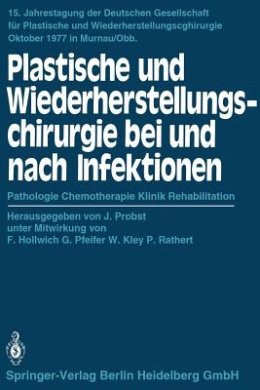 15. Jahrestagung der Deutschen Gesellschaft
für Plastische und Wiederherstellungscghirurgie
Oktober 1977 in Murnau/Obb.
Plastische und
Wiederherstellungs-
chirurgie bei und
nach Infektionen
Pathologie Chemotherapie Klinik Rehabilitation
Herausgegeben von J. Probst
unter Mitwirkung von
F. Hollwich G. Pfeifer W. Kley P. Rathert
Springer-Verlag Berlin Heidelberg GmbH